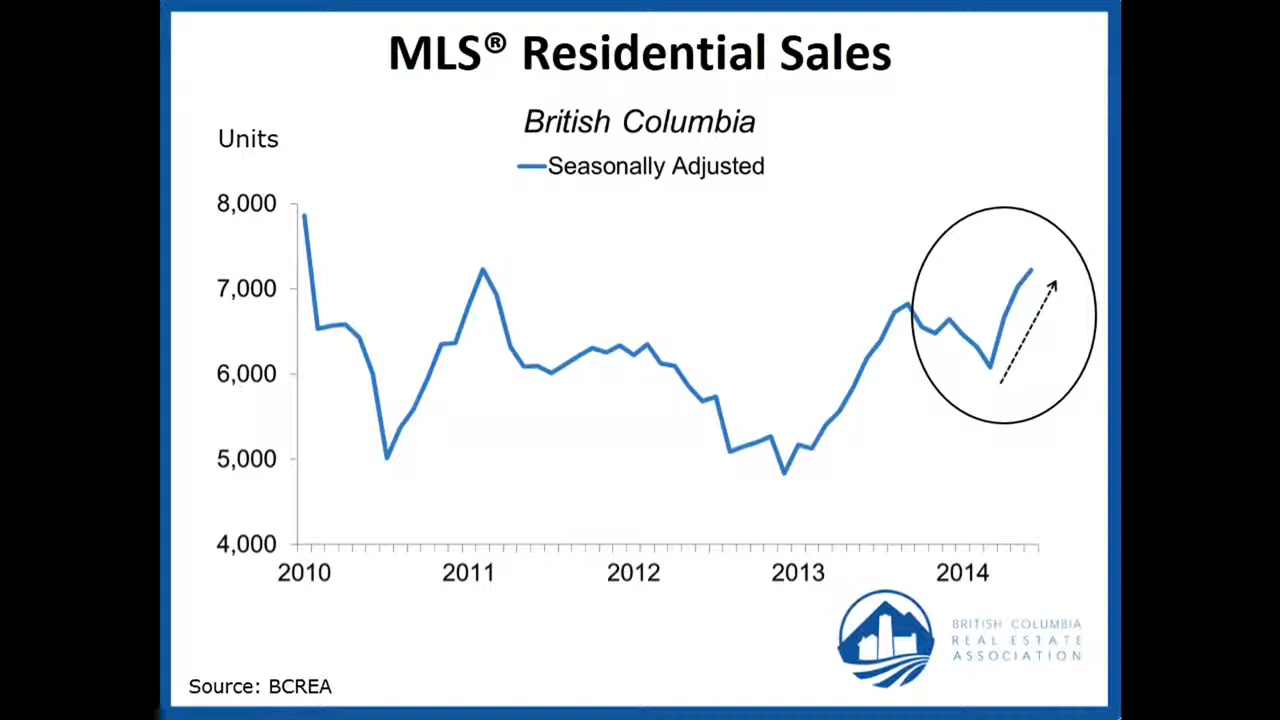 MLS® Residential Sales
British Columbia
Units
Seasonally Adjusted
8,000
7,000
6,000
5,000
4,000
2010 2011 2012 2013 2014
BRITISH COLUMBIA
REAL ESTATE
ASSOCIATION
Source: BCREA